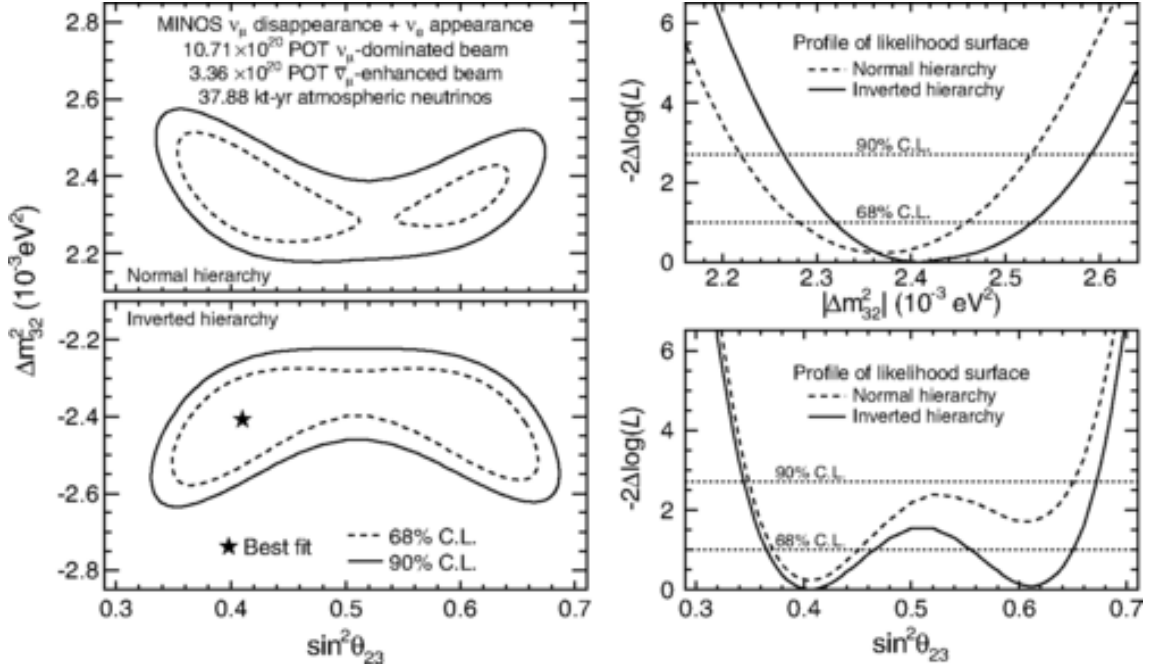 MINOS ν_μ disappearance + ν_e appearance
10.71×10²⁰ POT ν_μ-dominated beam
3.36 ×10²⁰ POT ν̅_μ-enhanced beam
37.88 kt-yr atmospheric neutrinos
2.8
2.6
2.4
2.2
Normal hierarchy
Δm²₃₂ (10⁻³eV²)
Inverted hierarchy
-2.2
-2.4
-2.6
-2.8
★ Best fit
68% C.L.
90% C.L.
0.3 0.4 0.5 0.6 0.7
sin²θ₂₃
Profile of likelihood surface
Normal hierarchy
Inverted hierarchy
90% C.L.
68% C.L.
-2Δlog(L)
6
4
2
0
2.2 2.3 2.4 2.5 2.6
|Δm²₃₂| (10⁻³ eV²)
Profile of likelihood surface
Normal hierarchy
Inverted hierarchy
90% C.L.
68% C.L.
-2Δlog(L)
6
4
2
0
0.3 0.4 0.5 0.6 0.7
sin²θ₂₃